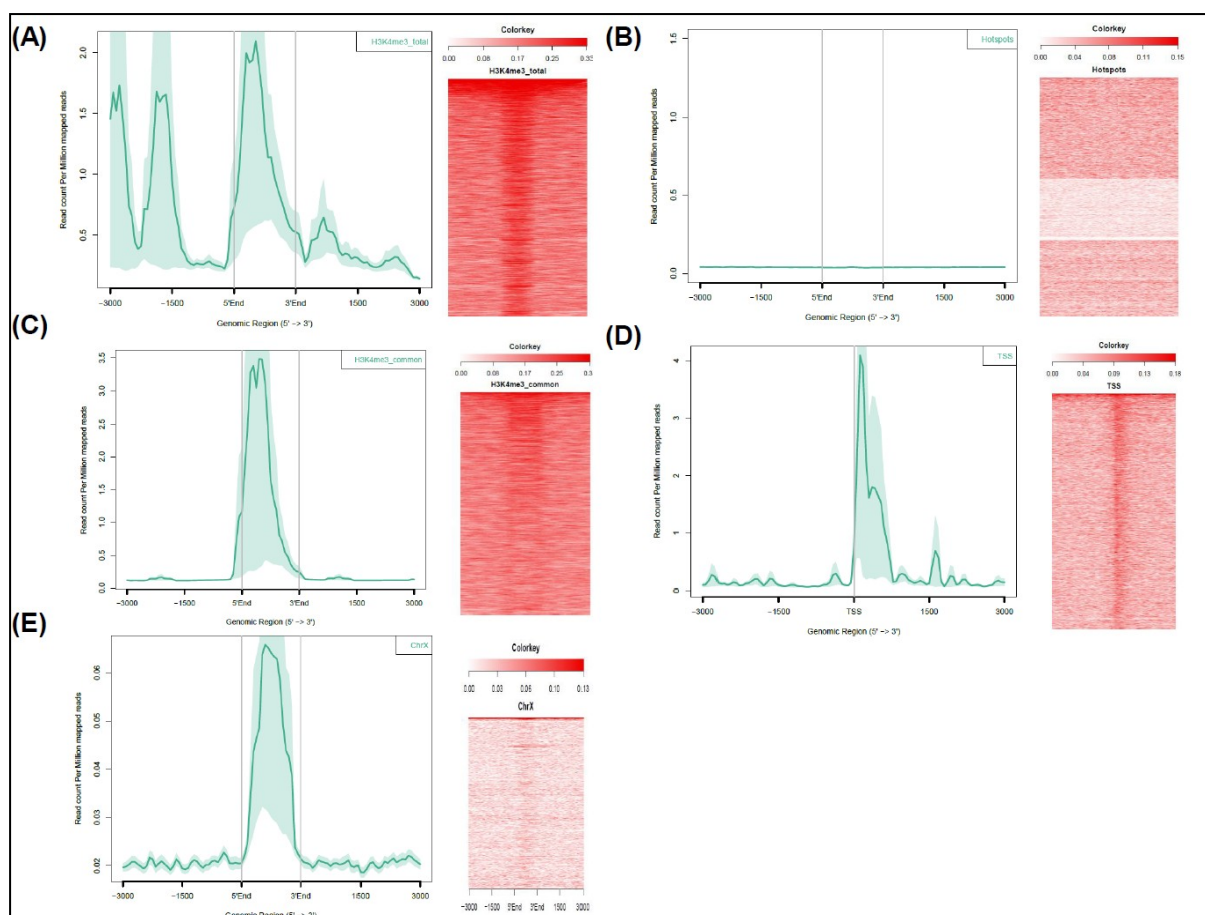 (A)
H3K4me3_total
Read count Per Million mapped reads
2.0
1.5
1.0
0.5
−3000 −1500 5'End 3'End 1500 3000
Genomic Region (5' −> 3')
Colorkey
0.00 0.08 0.17 0.25 0.33
H3K4me3_total
(B)
Hotspots
Read count Per Million mapped reads
1.5
1.0
0.5
0.0
−3000 −1500 5'End 3'End 1500 3000
Genomic Region (5' −> 3')
Colorkey
0.00 0.04 0.08 0.11 0.15
Hotspots
(C)
H3K4me3_common
Read count Per Million mapped reads
3.5
3.0
2.5
2.0
1.5
1.0
0.5
0.0
−3000 −1500 5'End 3'End 1500 3000
Genomic Region (5' −> 3')
Colorkey
0.00 0.08 0.17 0.25 0.3
H3K4me3_common
(D)
TSS
Read count Per Million mapped reads
4
3
2
1
0
−3000 −1500 TSS 1500 3000
Genomic Region (5' −> 3')
Colorkey
0.00 0.04 0.09 0.13 0.18
TSS
(E)
ChrX
Read count Per Million mapped reads
0.06
0.05
0.04
0.03
0.02
−3000 −1500 5'End 3'End 1500 3000
Genomic Region (5' −> 3')
Colorkey
0.00 0.03 0.06 0.10 0.13
ChrX
−3000 −1500 5'End 3'End 1500 3000